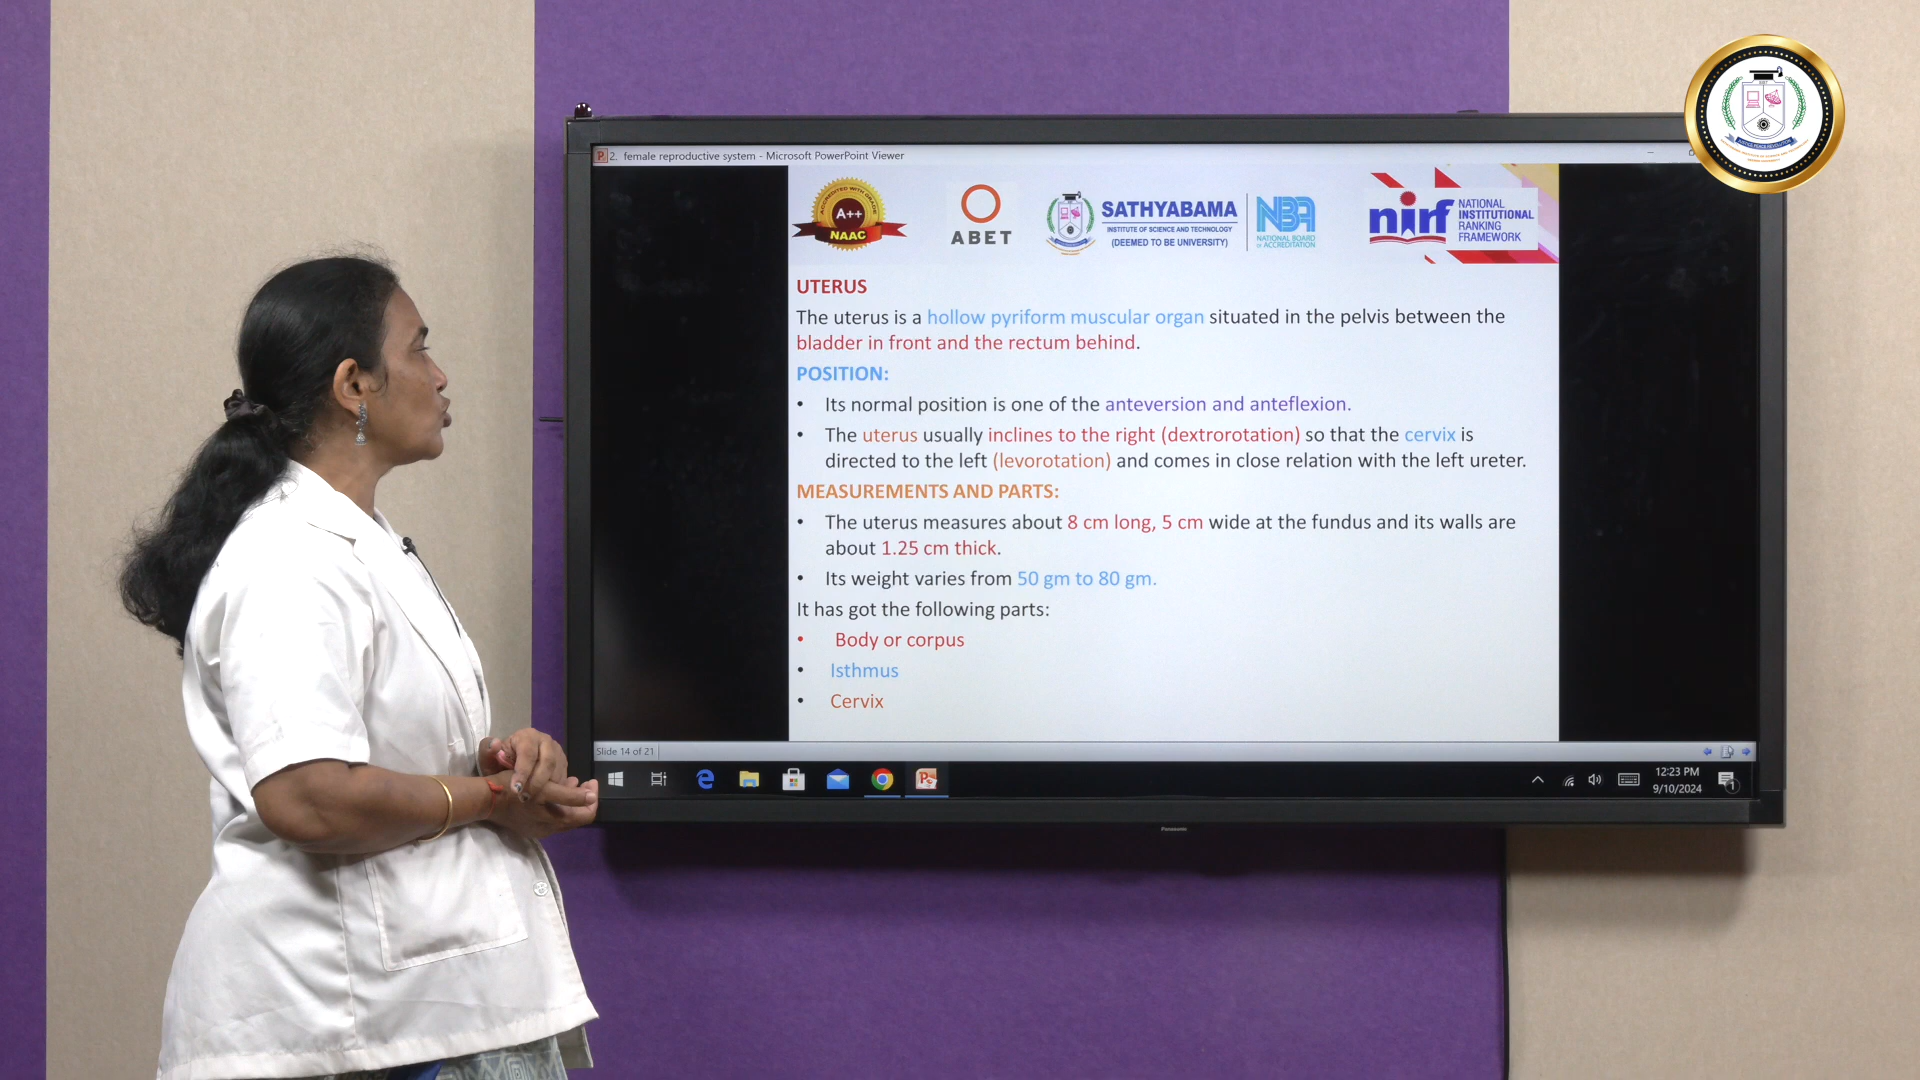 2. female reproductive system - Microsoft PowerPoint Viewer
ACCREDITED WITH GRADE
A++
NAAC
ABET
SATHYABAMA
INSTITUTE OF SCIENCE AND TECHNOLOGY
(DEEMED TO BE UNIVERSITY)
NBA
NATIONAL BOARD
of ACCREDITATION
nirf
NATIONAL
INSTITUTIONAL
RANKING
FRAMEWORK
UTERUS
The uterus is a hollow pyriform muscular organ situated in the pelvis between the
bladder in front and the rectum behind.
POSITION:
• Its normal position is one of the anteversion and anteflexion.
• The uterus usually inclines to the right (dextrorotation) so that the cervix is
directed to the left (levorotation) and comes in close relation with the left ureter.
MEASUREMENTS AND PARTS:
• The uterus measures about 8 cm long, 5 cm wide at the fundus and its walls are
about 1.25 cm thick.
• Its weight varies from 50 gm to 80 gm.
It has got the following parts:
• Body or corpus
• Isthmus
• Cervix
Slide 14 of 21
12:23 PM
9/10/2024
1
Panasonic